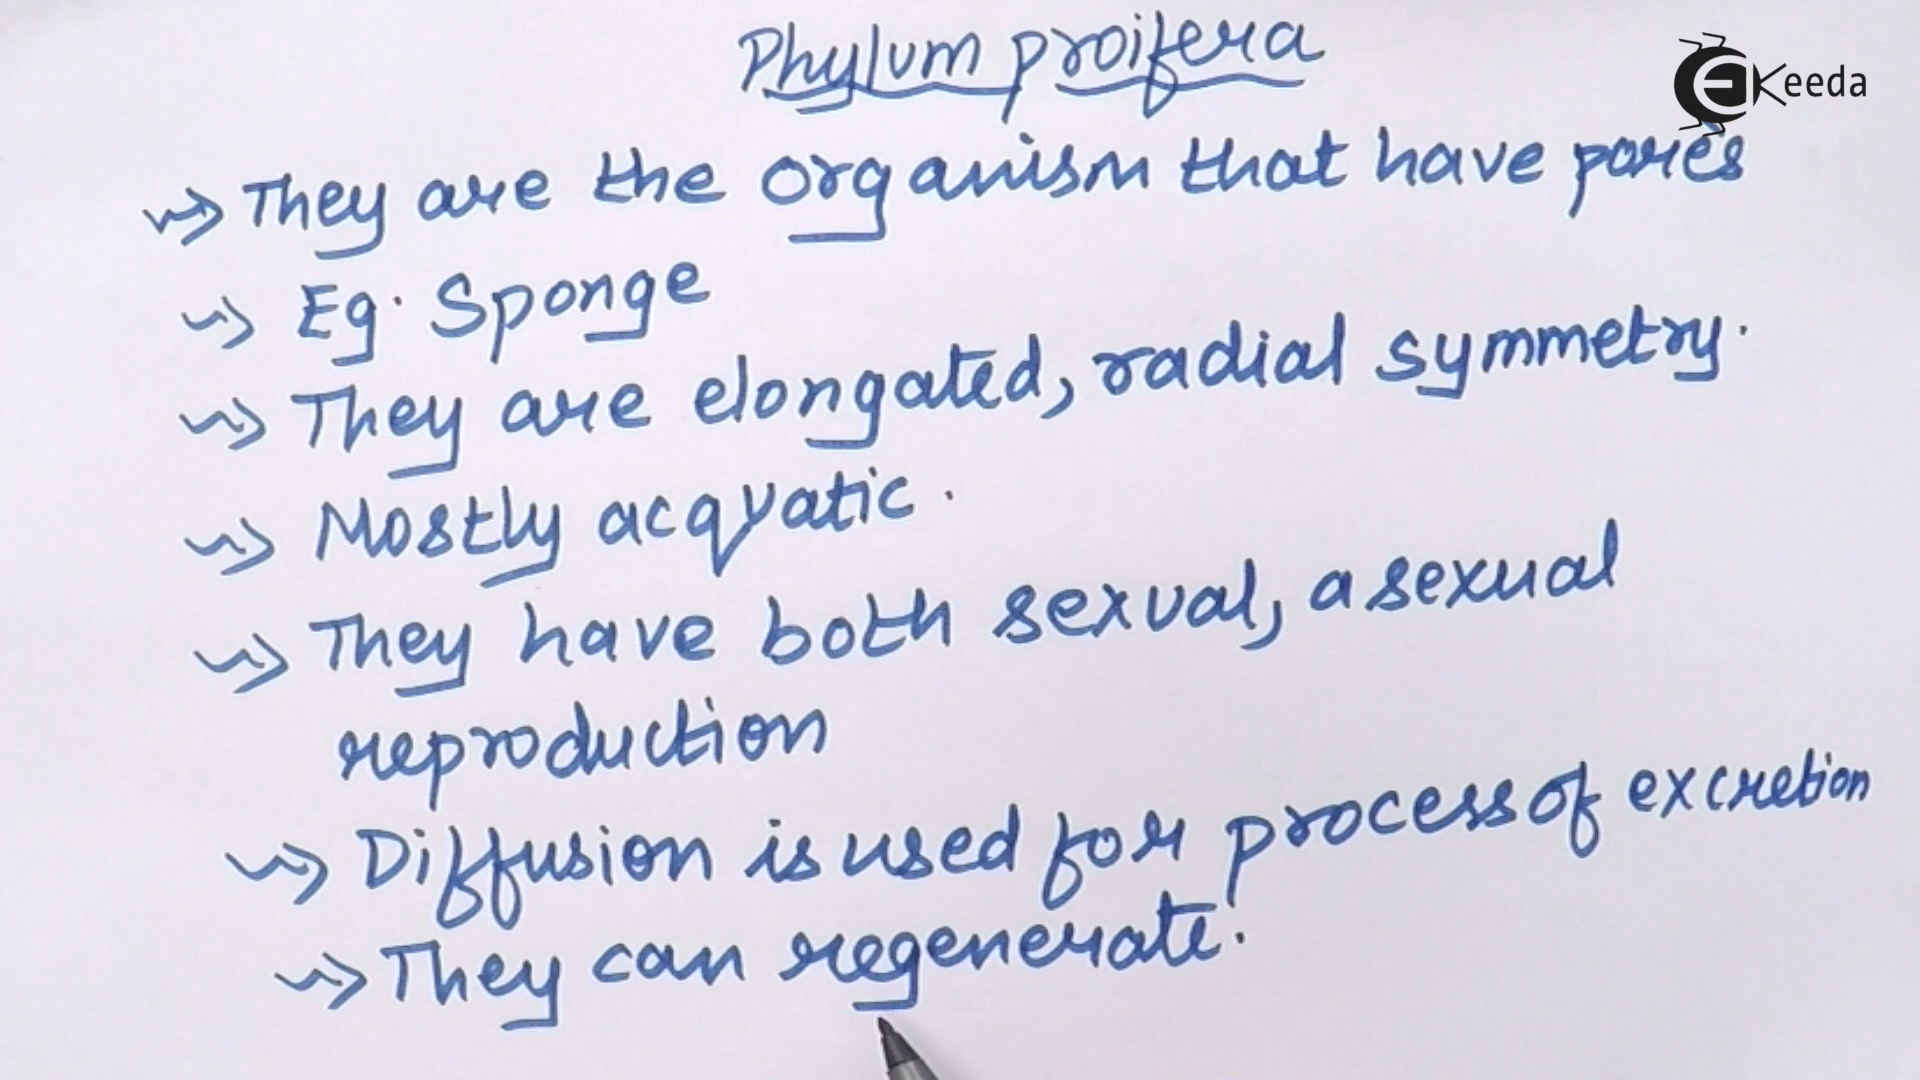 Phylum proifera
EKeeda
They are the organism that have pores
Eg. Sponge
They are elongated, radial symmetry.
Mostly acquatic.
They have both sexual, asexual
reproduction
Diffusion is used for process of excretion
They can regenerate.